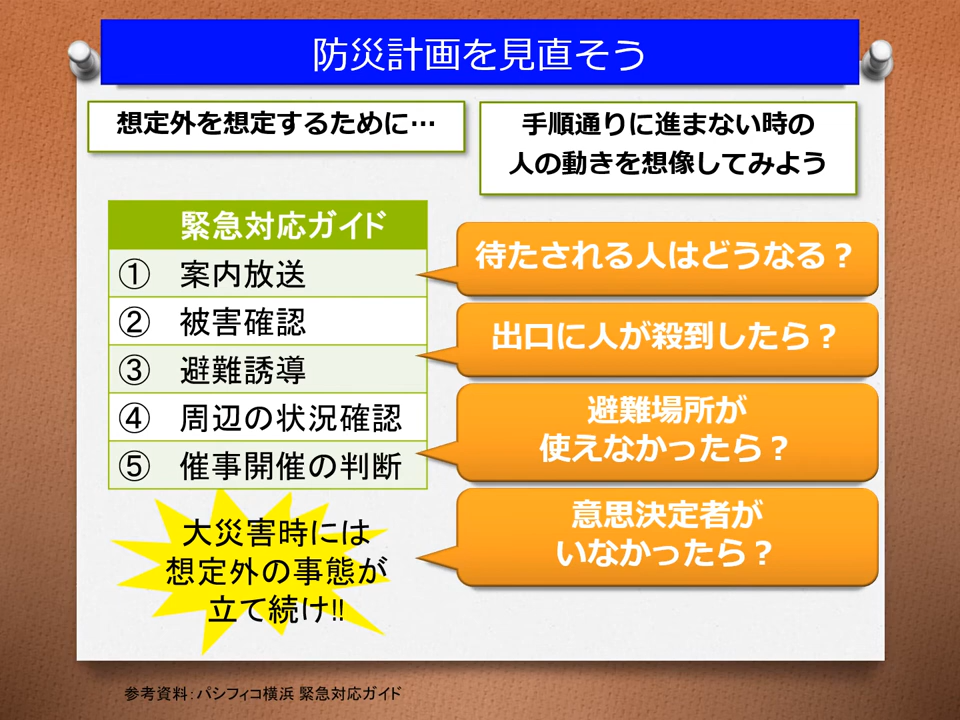 防災計画を見直そう
想定外を想定するために…
手順通りに進まない時の
人の動きを想像してみよう
緊急対応ガイド
① 案内放送
② 被害確認
③ 避難誘導
④ 周辺の状況確認
⑤ 催事開催の判断
待たされる人はどうなる？
出口に人が殺到したら？
避難場所が
使えなかったら？
意思決定者が
いなかったら？
大災害時には
想定外の事態が
立て続け!!
参考資料：パシフィコ横浜 緊急対応ガイド